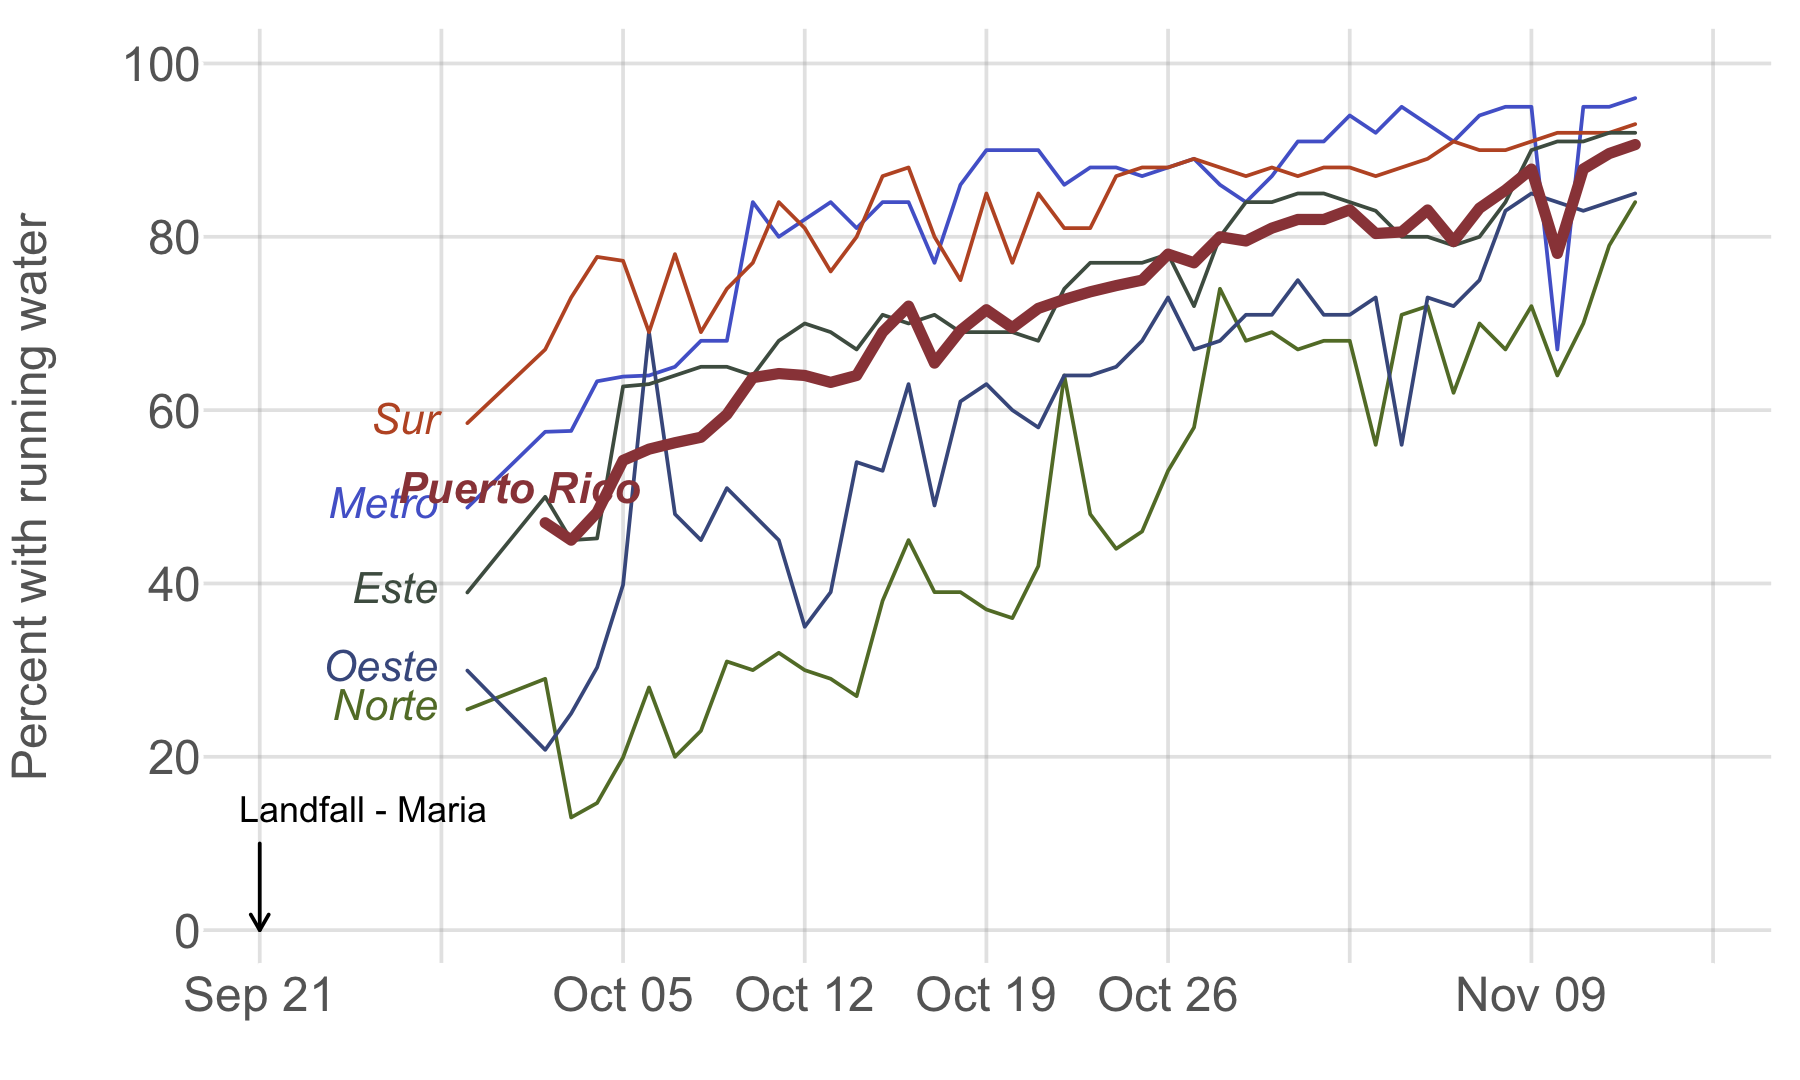 Percent with running water
100
80
60
40
20
0
Sur
Puerto Rico
Metro
Este
Oeste
Norte
Landfall - Maria
Sep 21
Oct 05
Oct 12
Oct 19
Oct 26
Nov 09